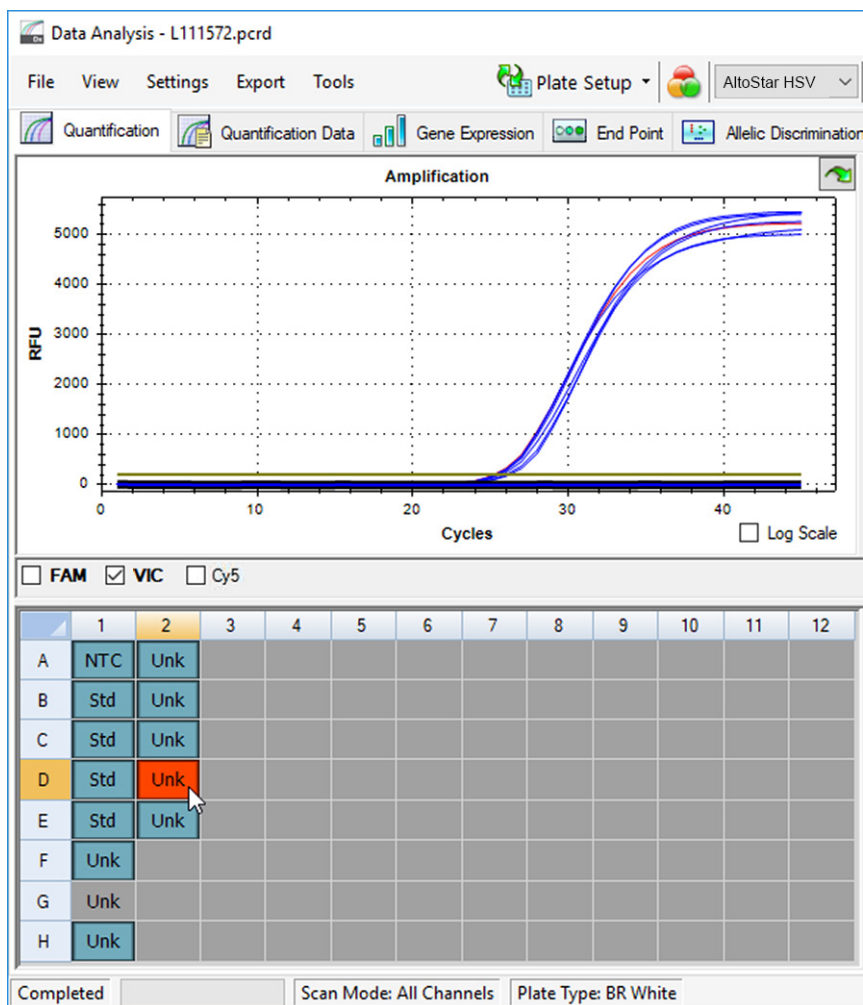 Data Analysis - L111572.pcrd
File View Settings Export Tools Plate Setup AltoStar HSV
Quantification Quantification Data Gene Expression End Point Allelic Discrimination
Amplification
5000
4000
3000
2000
1000
0
RFU
0 10 20 30 40
Cycles
Log Scale
FAM VIC Cy5
1 2 3 4 5 6 7 8 9 10 11 12
A NTC Unk
B Std Unk
C Std Unk
D Std Unk
E Std Unk
F Unk
G Unk
H Unk
Completed Scan Mode: All Channels Plate Type: BR White